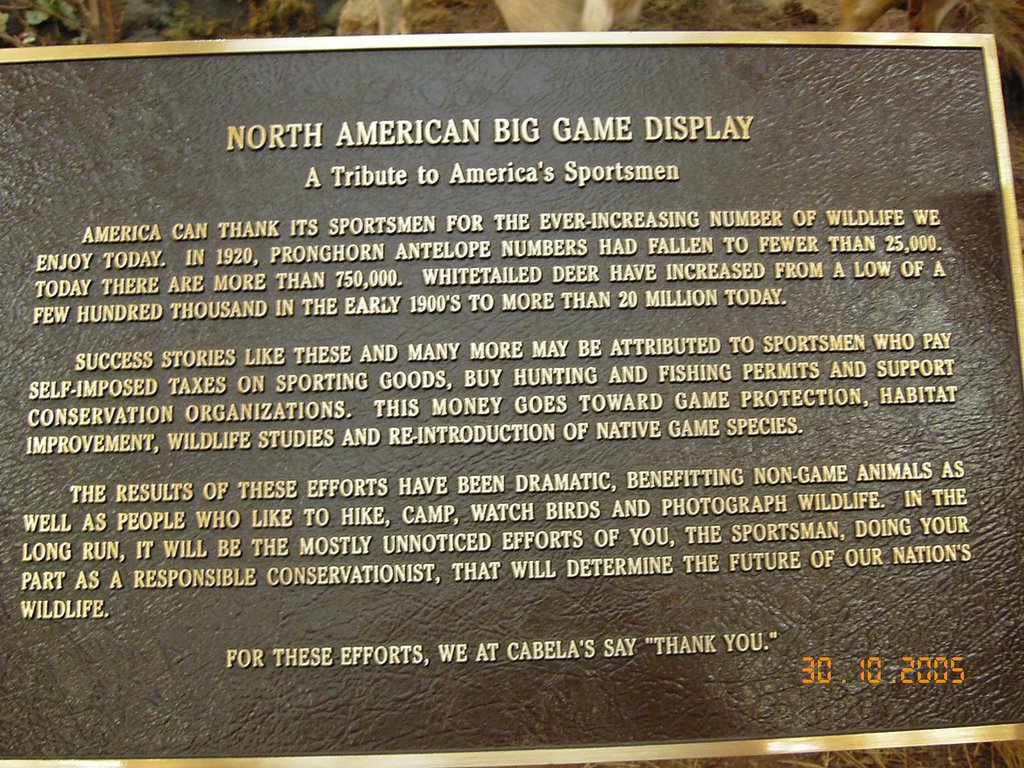 NORTH AMERICAN BIG GAME DISPLAY
A Tribute to America's Sportsmen
AMERICA CAN THANK ITS SPORTSMEN FOR THE EVER-INCREASING NUMBER OF WILDLIFE WE
ENJOY TODAY. IN 1920, PRONGHORN ANTELOPE NUMBERS HAD FALLEN TO FEWER THAN 25,000.
TODAY THERE ARE MORE THAN 750,000. WHITETAILED DEER HAVE INCREASED FROM A LOW OF A
FEW HUNDRED THOUSAND IN THE EARLY 1900'S TO MORE THAN 20 MILLION TODAY.
SUCCESS STORIES LIKE THESE AND MANY MORE MAY BE ATTRIBUTED TO SPORTSMEN WHO PAY
SELF-IMPOSED TAXES ON SPORTING GOODS, BUY HUNTING AND FISHING PERMITS AND SUPPORT
CONSERVATION ORGANIZATIONS. THIS MONEY GOES TOWARD GAME PROTECTION, HABITAT
IMPROVEMENT, WILDLIFE STUDIES AND RE-INTRODUCTION OF NATIVE GAME SPECIES.
THE RESULTS OF THESE EFFORTS HAVE BEEN DRAMATIC, BENEFITTING NON-GAME ANIMALS AS
WELL AS PEOPLE WHO LIKE TO HIKE, CAMP, WATCH BIRDS AND PHOTOGRAPH WILDLIFE. IN THE
LONG RUN, IT WILL BE THE MOSTLY UNNOTICED EFFORTS OF YOU, THE SPORTSMAN, DOING YOUR
PART AS A RESPONSIBLE CONSERVATIONIST, THAT WILL DETERMINE THE FUTURE OF OUR NATION'S
WILDLIFE.
FOR THESE EFFORTS, WE AT CABELA'S SAY "THANK YOU."
30.10.2005